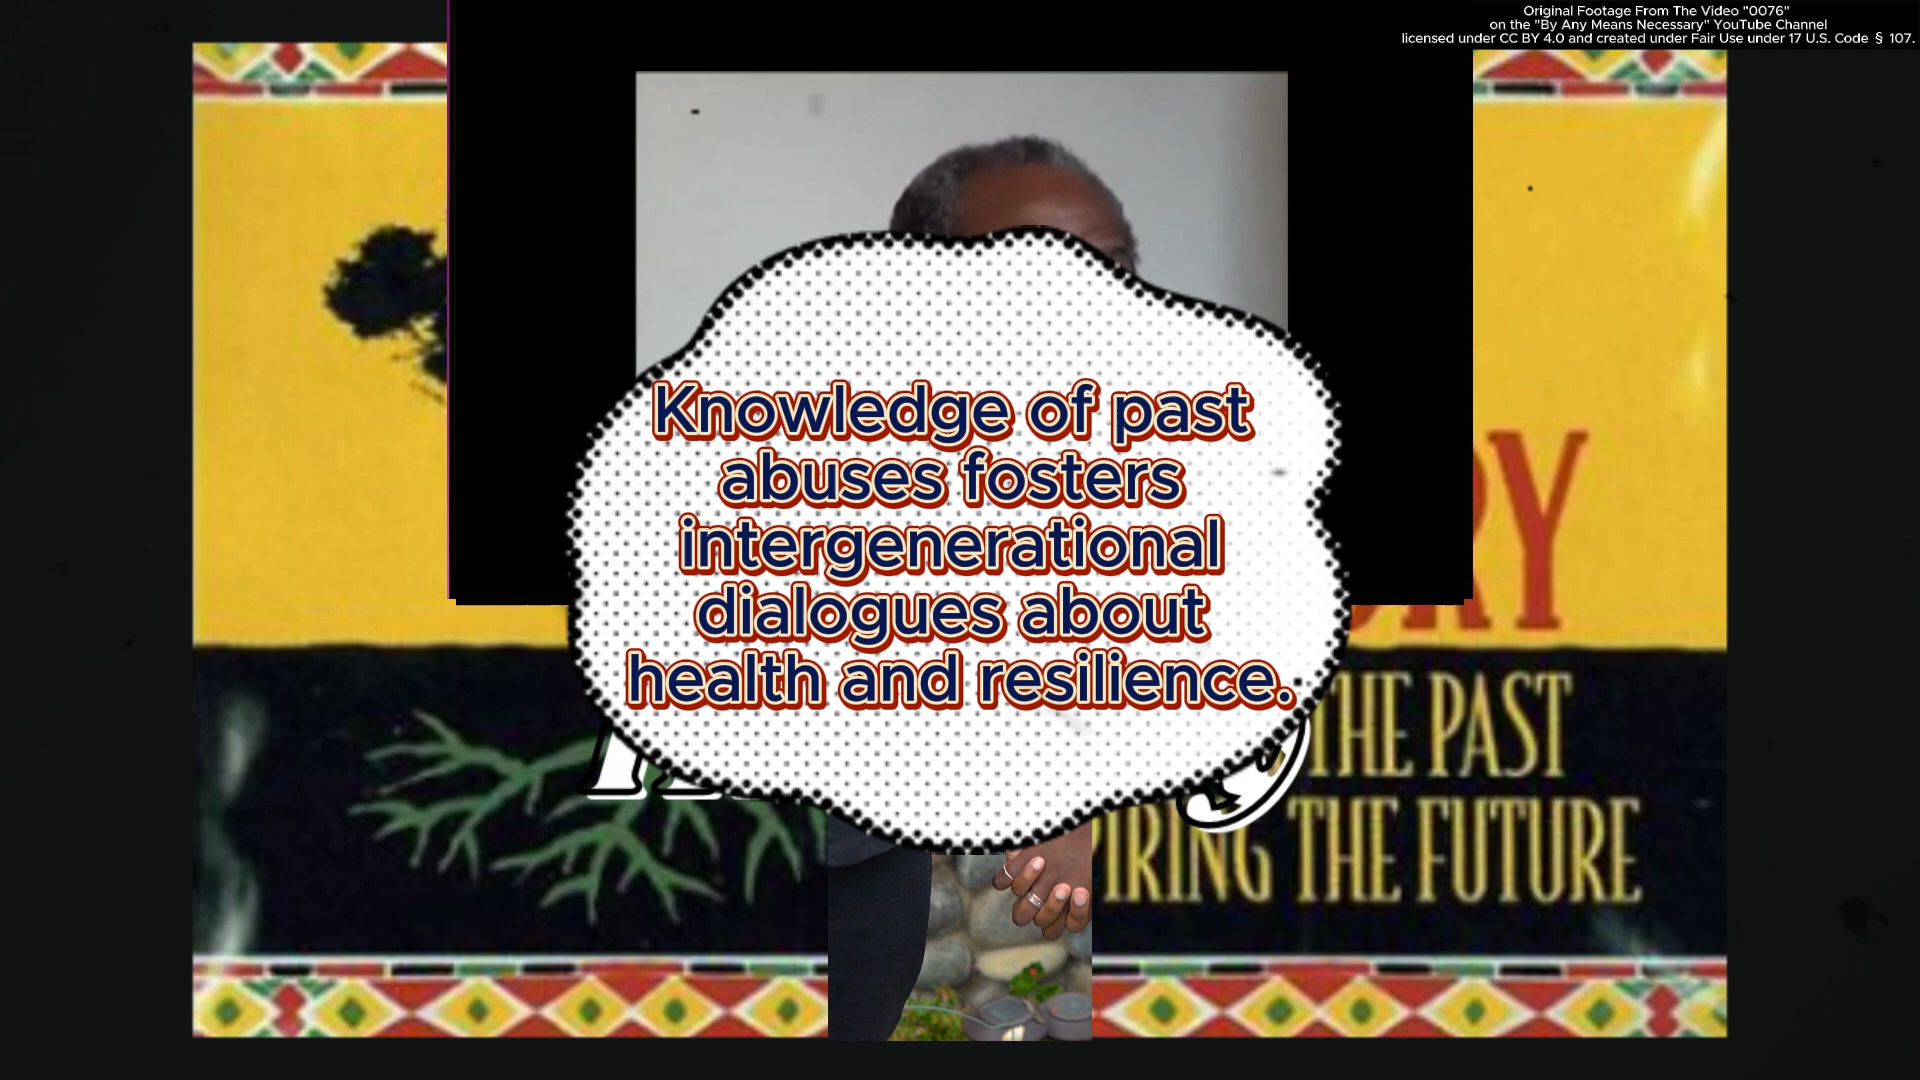 Original Footage From The Video "0076"
on the "By Any Means Necessary" YouTube Channel
licensed under CC BY 4.0 and created under Fair Use under 17 U.S. Code § 107.
Knowledge of past
abuses fosters
intergenerational
dialogues about
health and resilience.
RY
THE PAST
PIRING THE FUTURE